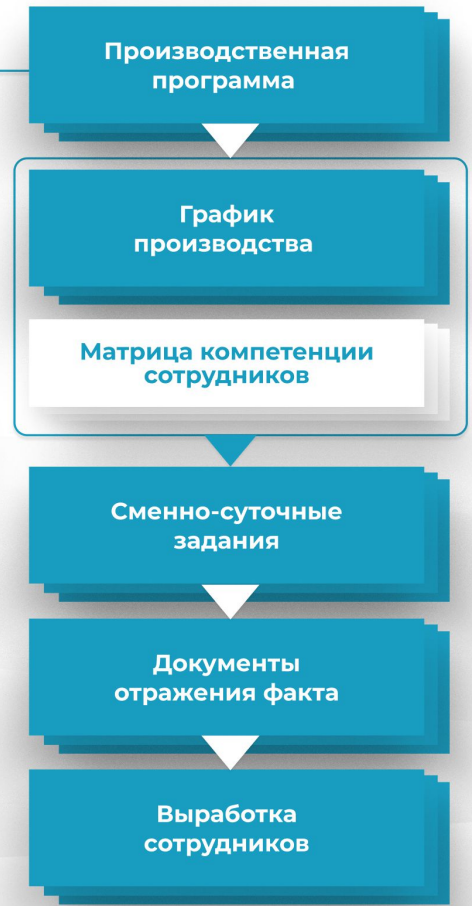 Производственная
программа
График
производства
Матрица компетенции
сотрудников
Сменно-суточные
задания
Документы
отражения факта
Выработка
сотрудников